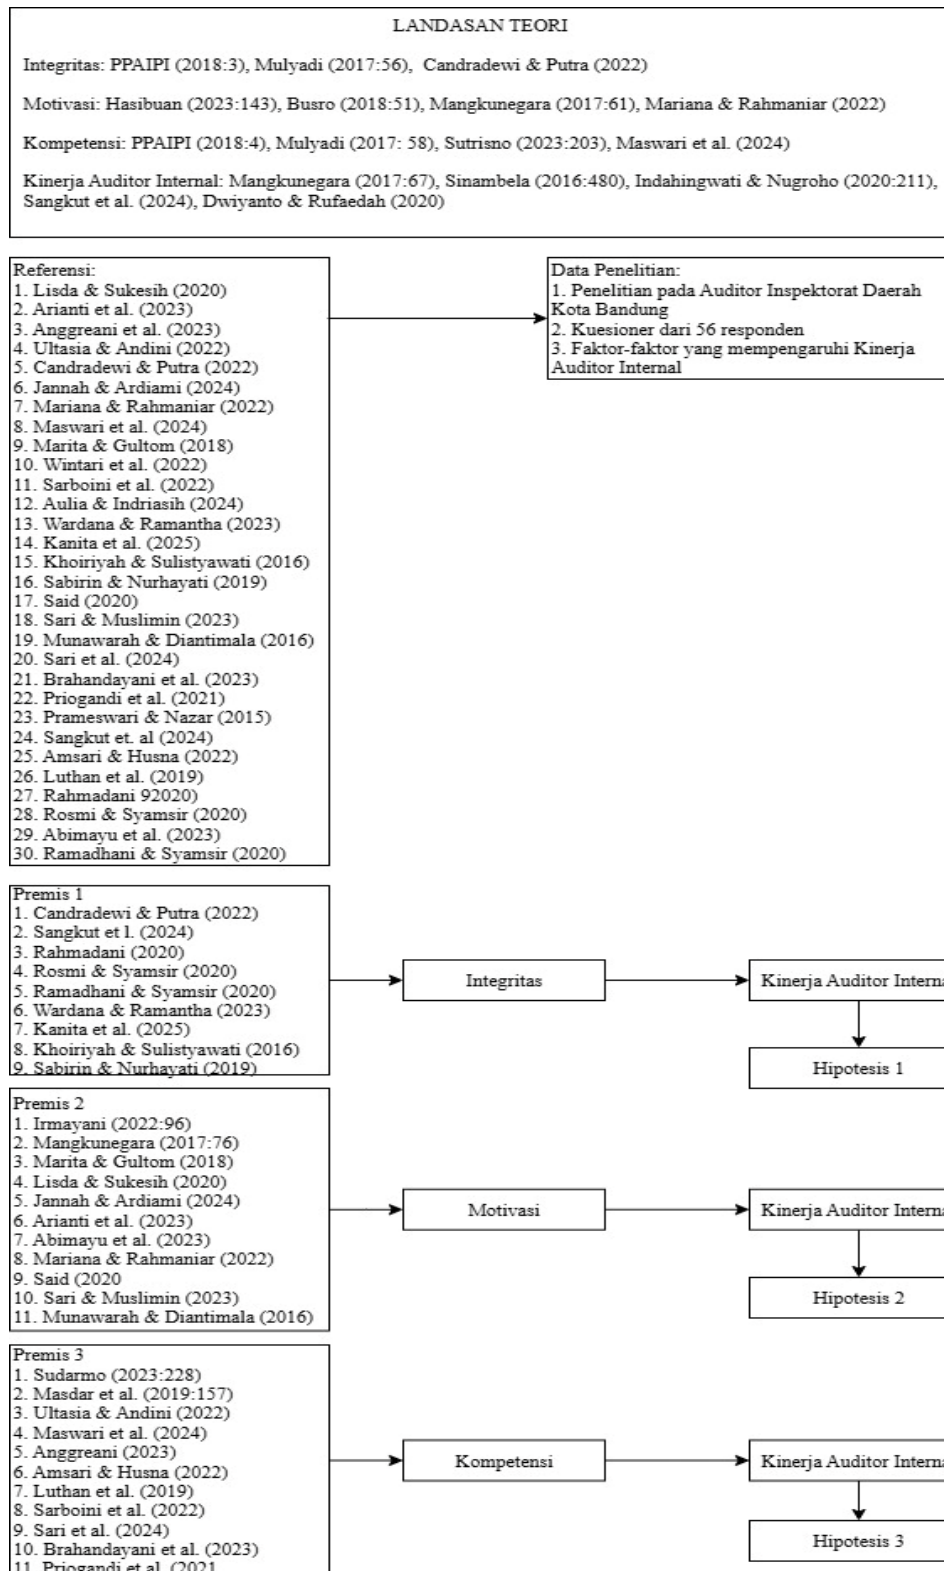 LANDASAN TEORI
Integritas: PPAIPI (2018:3), Mulyadi (2017:56), Candradewi & Putra (2022)
Motivasi: Hasibuan (2023:143), Busro (2018:51), Mangkunegara (2017:61), Mariana & Rahmaniar (2022)
Kompetensi: PPAIPI (2018:4), Mulyadi (2017: 58), Sutrisno (2023:203), Maswari et al. (2024)
Kinerja Auditor Internal: Mangkunegara (2017:67), Sinambela (2016:480), Indahingwati & Nugroho (2020:211),
Sangkut et al. (2024), Dwiyanto & Rufaedah (2020)
Referensi:
1. Lisda & Sukesih (2020)
2. Arianti et al. (2023)
3. Anggreani et al. (2023)
4. Ultasia & Andini (2022)
5. Candradewi & Putra (2022)
6. Jannah & Ardiami (2024)
7. Mariana & Rahmaniar (2022)
8. Maswari et al. (2024)
9. Marita & Gultom (2018)
10. Wintari et al. (2022)
11. Sarboini et al. (2022)
12. Aulia & Indriasih (2024)
13. Wardana & Ramantha (2023)
14. Kanita et al. (2025)
15. Khoiriyah & Sulistyawati (2016)
16. Sabirin & Nurhayati (2019)
17. Said (2020)
18. Sari & Muslimin (2023)
19. Munawarah & Diantimala (2016)
20. Sari et al. (2024)
21. Brahandayani et al. (2023)
22. Priogandi et al. (2021)
23. Prameswari & Nazar (2015)
24. Sangkut et. al (2024)
25. Amsari & Husna (2022)
26. Luthan et al. (2019)
27. Rahmadani 92020)
28. Rosmi & Syamsir (2020)
29. Abimayu et al. (2023)
30. Ramadhani & Syamsir (2020)
Data Penelitian:
1. Penelitian pada Auditor Inspektorat Daerah
Kota Bandung
2. Kuesioner dari 56 responden
3. Faktor-faktor yang mempengaruhi Kinerja
Auditor Internal
Premis 1
1. Candradewi & Putra (2022)
2. Sangkut et l. (2024)
3. Rahmadani (2020)
4. Rosmi & Syamsir (2020)
5. Ramadhani & Syamsir (2020)
6. Wardana & Ramantha (2023)
7. Kanita et al. (2025)
8. Khoiriyah & Sulistyawati (2016)
9. Sabirin & Nurhayati (2019)
Integritas
Kinerja Auditor Interna
Hipotesis 1
Premis 2
1. Irmayani (2022:96)
2. Mangkunegara (2017:76)
3. Marita & Gultom (2018)
4. Lisda & Sukesih (2020)
5. Jannah & Ardiami (2024)
6. Arianti et al. (2023)
7. Abimayu et al. (2023)
8. Mariana & Rahmaniar (2022)
9. Said (2020
10. Sari & Muslimin (2023)
11. Munawarah & Diantimala (2016)
Motivasi
Kinerja Auditor Interna
Hipotesis 2
Premis 3
1. Sudarmo (2023:228)
2. Masdar et al. (2019:157)
3. Ultasia & Andini (2022)
4. Maswari et al. (2024)
5. Anggreani (2023)
6. Amsari & Husna (2022)
7. Luthan et al. (2019)
8. Sarboini et al. (2022)
9. Sari et al. (2024)
10. Brahandayani et al. (2023)
11. Priogandi et al. (2021
Kompetensi
Kinerja Auditor Interna
Hipotesis 3